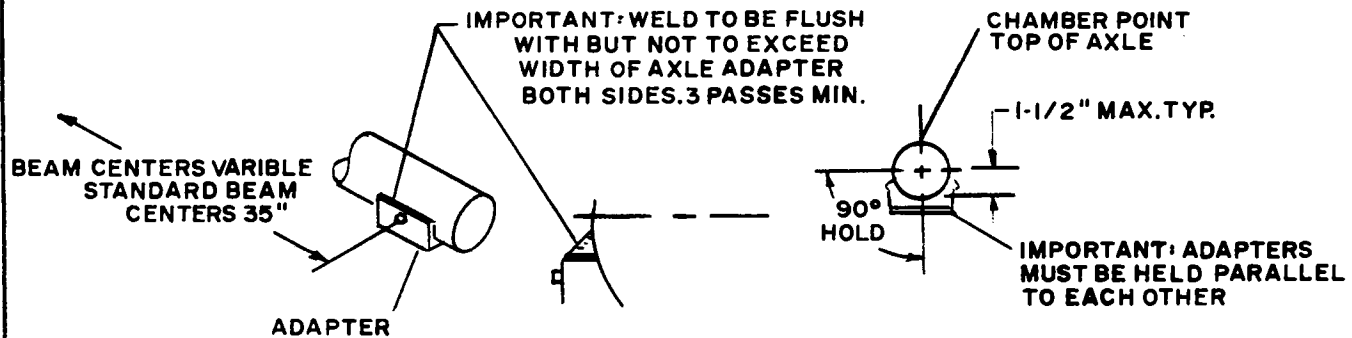 IMPORTANT: WELD TO BE FLUSH
WITH BUT NOT TO EXCEED
WIDTH OF AXLE ADAPTER
BOTH SIDES. 3 PASSES MIN.
CHAMBER POINT
TOP OF AXLE
1-1/2" MAX. TYP.
BEAM CENTERS VARIBLE
STANDARD BEAM
CENTERS 35"
90°
HOLD
IMPORTANT: ADAPTERS
MUST BE HELD PARALLEL
TO EACH OTHER
ADAPTER